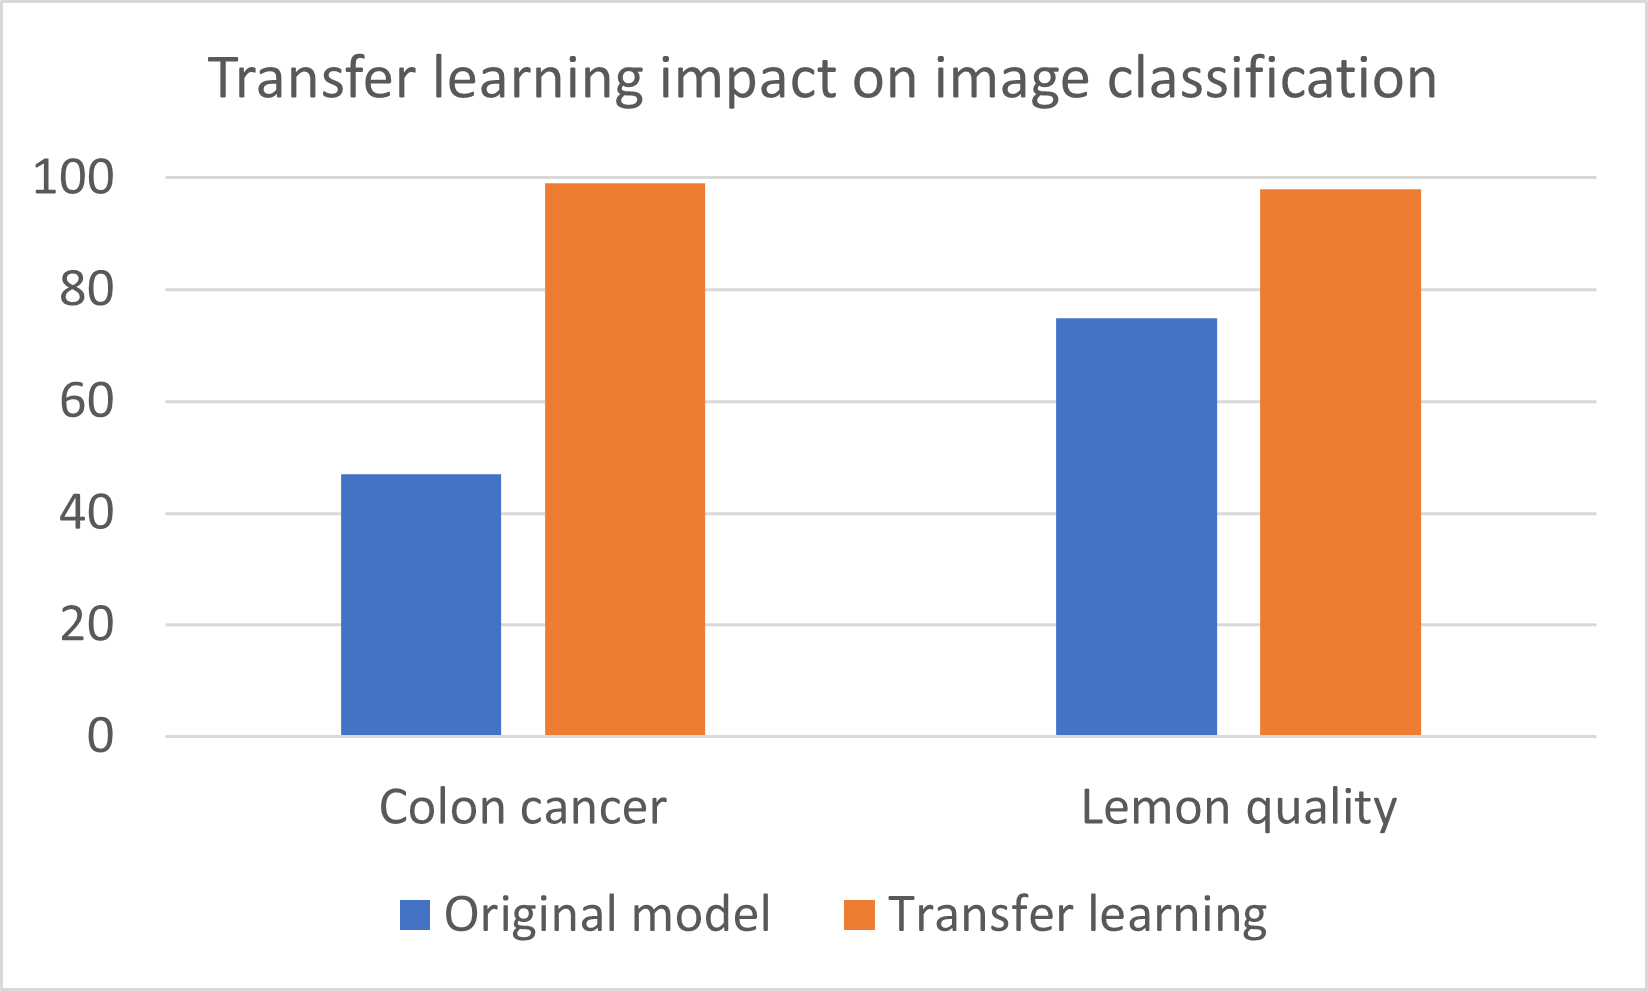 Transfer learning impact on image classification
100
80
60
40
20
0
Colon cancer
Lemon quality
Original model
Transfer learning